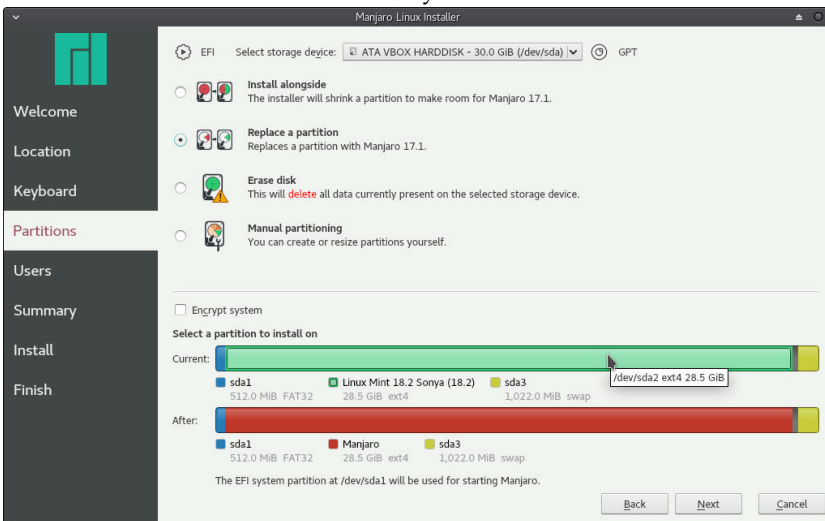 Manjaro Linux Installer
EFI Select storage device: ATA VBOX HARDDISK - 30.0 GiB (/dev/sda) GPT
Welcome
Location
Keyboard
Partitions
Users
Summary
Install
Finish
Install alongside
The installer will shrink a partition to make room for Manjaro 17.1.
Replace a partition
Replaces a partition with Manjaro 17.1.
Erase disk
This will delete all data currently present on the selected storage device.
Manual partitioning
You can create or resize partitions yourself.
Encrypt system
Select a partition to install on
Current:
/dev/sda2 ext4 28.5 GiB
sda1 Linux Mint 18.2 Sonya (18.2) sda3
512.0 MiB FAT32 28.5 GiB ext4 1,022.0 MiB swap
After:
sda1 Manjaro sda3
512.0 MiB FAT32 28.5 GiB ext4 1,022.0 MiB swap
The EFI system partition at /dev/sda1 will be used for starting Manjaro.
Back Next Cancel